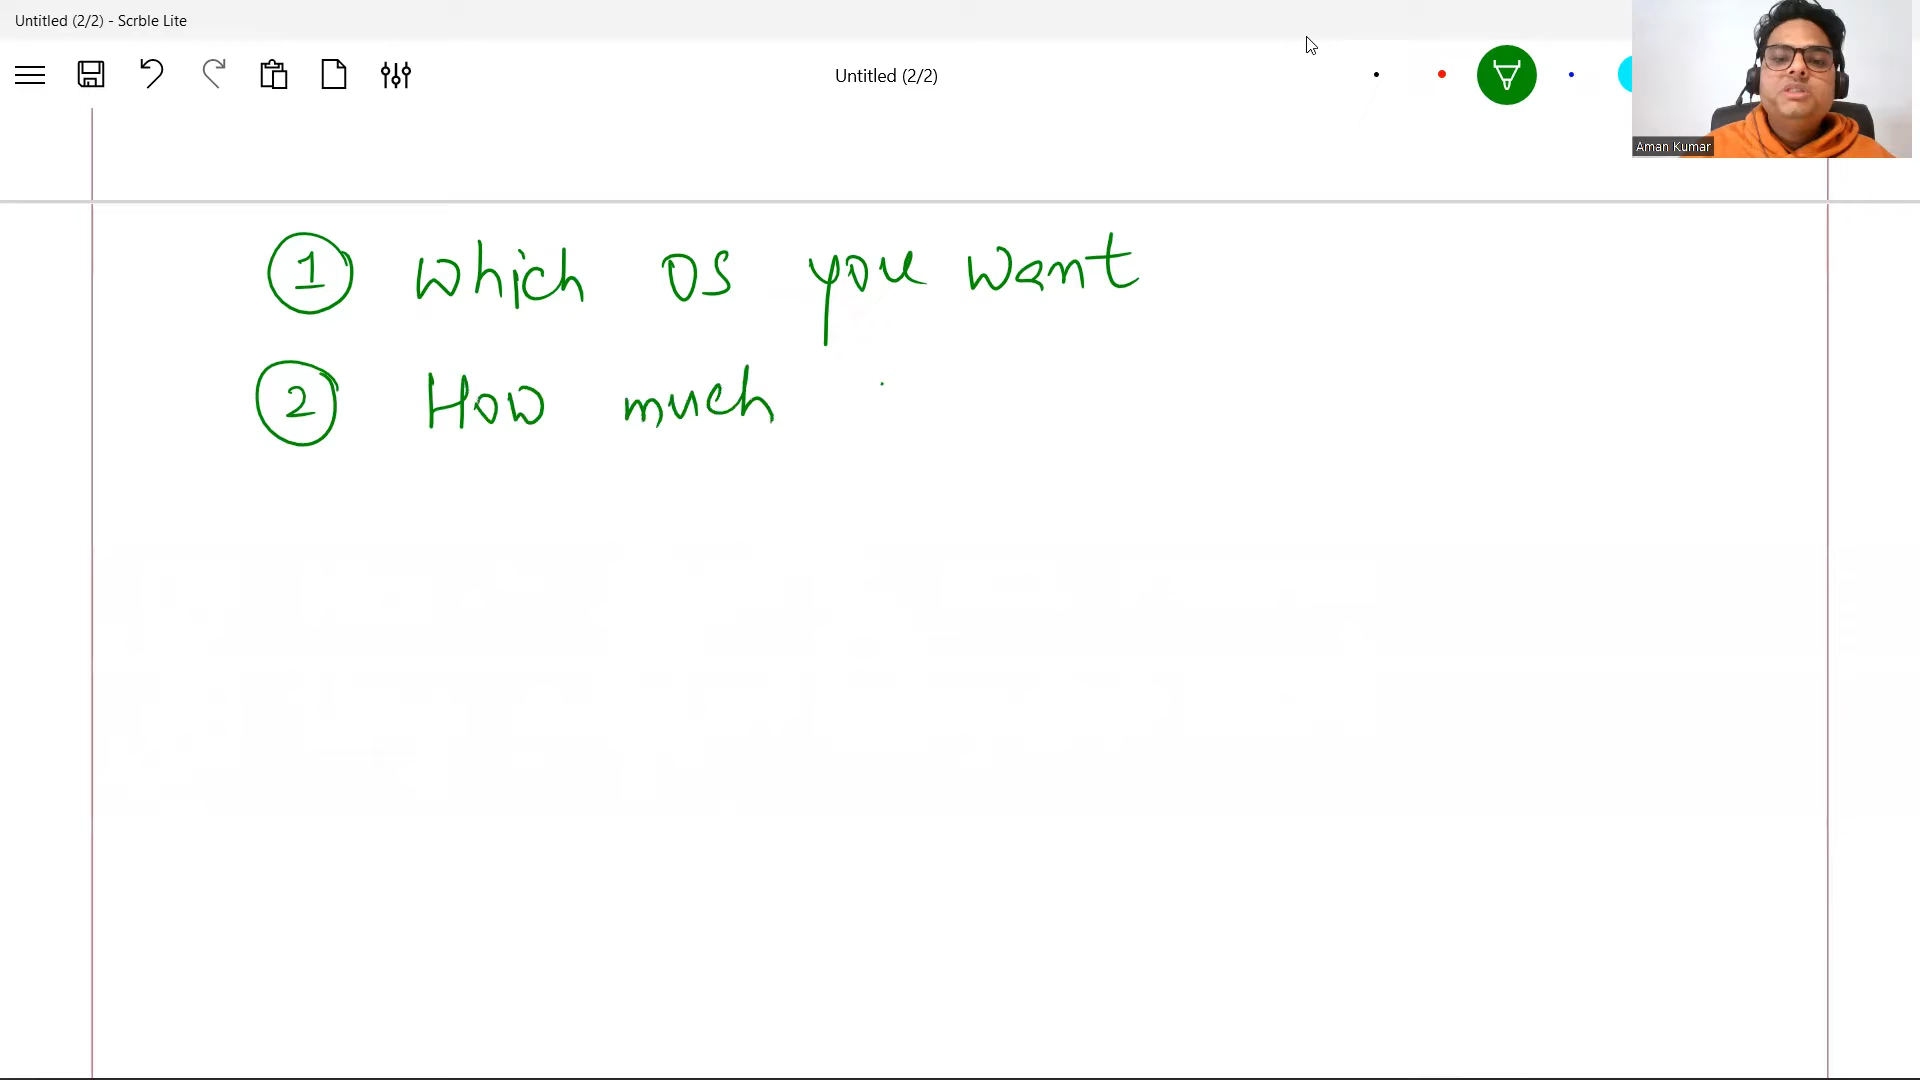 Untitled (2/2) - Scrble Lite
Untitled (2/2)
Aman Kumar
1 Which OS you want
2 How much